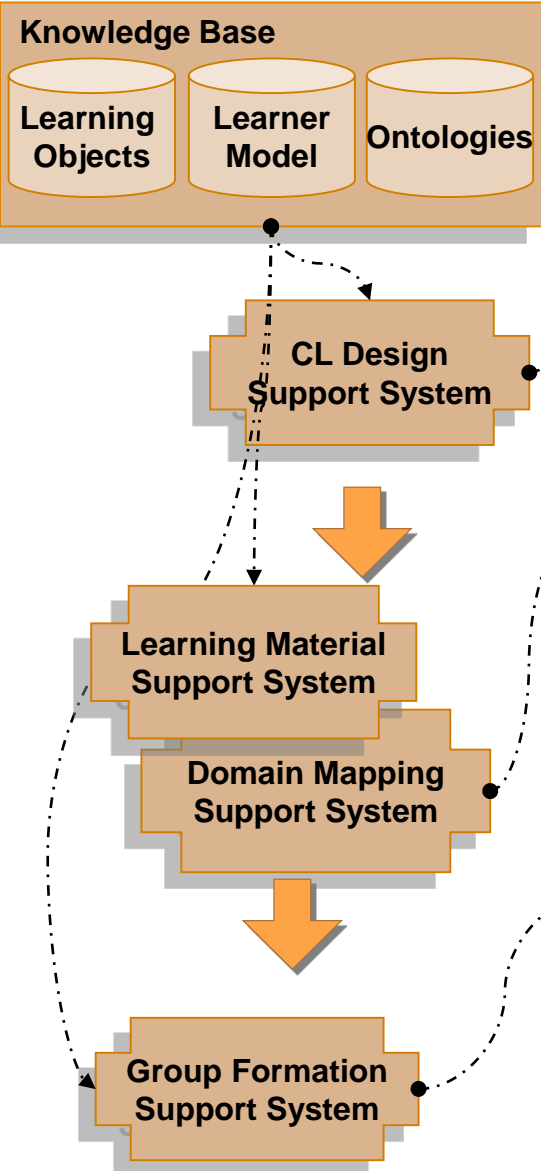 Knowledge Base
Learning
Objects
Learner
Model
Ontologies
CL Design
Support System
Learning Material
Support System
Domain Mapping
Support System
Group Formation
Support System